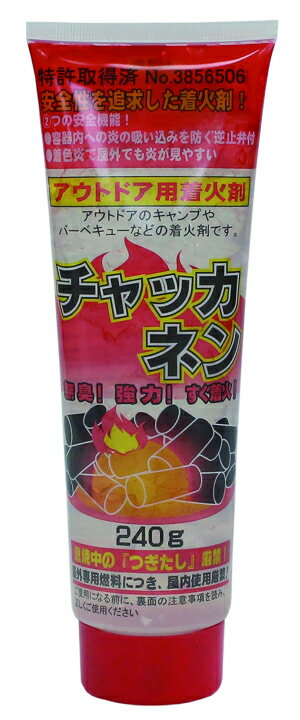 特許取得済 No.3856506
安全性を追求した着火剤!
②つの安全機能!
●容器内への炎の吸い込みを防ぐ逆止弁付
●着色炎で屋外でも炎が見やすい
アウトドア用着火剤
アウトドアのキャンプや
バーベキューなどの着火剤です。
チャッカ
ネン
無臭! 強力! すぐ着火!
240g
燃焼中の『つぎたし』厳禁!
屋外専用燃料につき、屋内使用厳禁!
ご使用になる前に、裏面の注意事項を読み、
正しくご使用ください